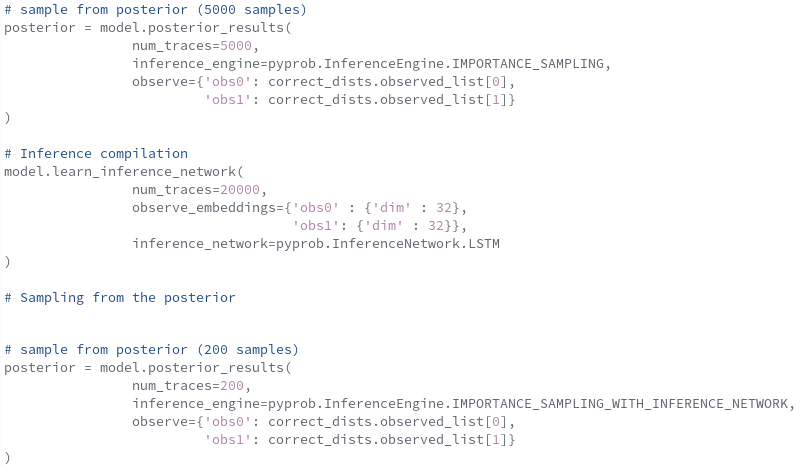 # sample from posterior (5000 samples)
posterior = model.posterior_results(
                num_traces=5000,
                inference_engine=pyprob.InferenceEngine.IMPORTANCE_SAMPLING,
                observe={'obs0': correct_dists.observed_list[0],
                         'obs1': correct_dists.observed_list[1]}
)

# Inference compilation
model.learn_inference_network(
                num_traces=20000,
                observe_embeddings={'obs0' : {'dim' : 32},
                                    'obs1': {'dim' : 32}},
                inference_network=pyprob.InferenceNetwork.LSTM
)

# Sampling from the posterior


# sample from posterior (200 samples)
posterior = model.posterior_results(
                num_traces=200,
                inference_engine=pyprob.InferenceEngine.IMPORTANCE_SAMPLING_WITH_INFERENCE_NETWORK,
                observe={'obs0': correct_dists.observed_list[0],
                         'obs1': correct_dists.observed_list[1]}
)